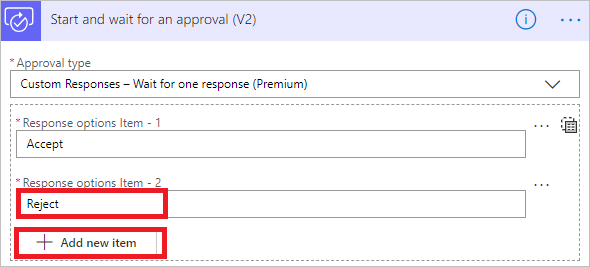 Start and wait for an approval (V2)
* Approval type
Custom Responses – Wait for one response (Premium)
* Response options Item - 1
Accept
* Response options Item - 2
Reject
Add new item